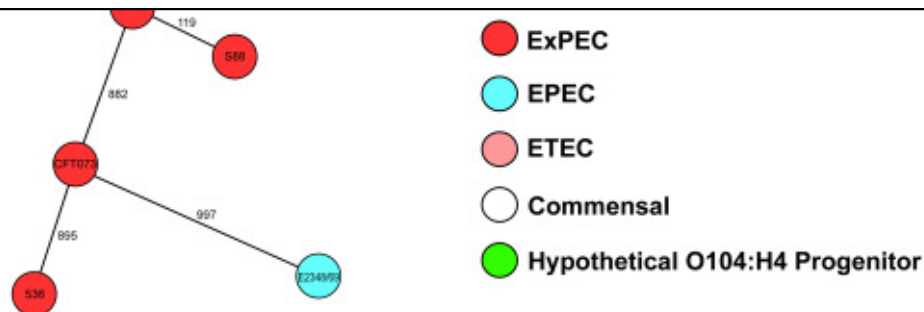 119
S88
ExPEC
882
EPEC
ETEC
CFT073
Commensal
997
895
Hypothetical O104:H4 Progenitor
E2348/69
536